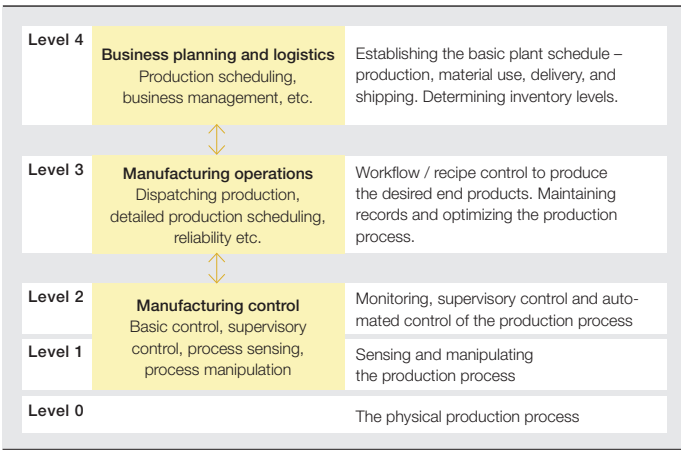 Level 4
Business planning and logistics
Production scheduling,
business management, etc.
Establishing the basic plant schedule –
production, material use, delivery, and
shipping. Determining inventory levels.
Level 3
Manufacturing operations
Dispatching production,
detailed production scheduling,
reliability etc.
Workflow / recipe control to produce
the desired end products. Maintaining
records and optimizing the production
process.
Level 2
Manufacturing control
Basic control, supervisory
control, process sensing,
process manipulation
Monitoring, supervisory control and auto-
mated control of the production process
Level 1
Sensing and manipulating
the production process
Level 0
The physical production process